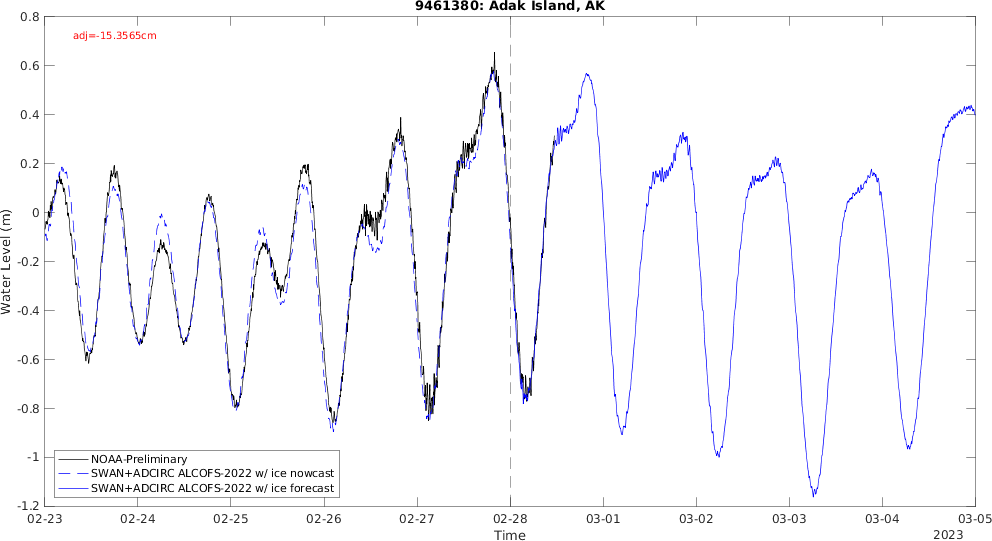 9461380: Adak Island, AK
adj=-15.3565cm
0.8
0.6
0.4
0.2
0
-0.2
-0.4
-0.6
-0.8
-1
-1.2
Water Level (m)
NOAA-Preliminary
SWAN+ADCIRC ALCOFS-2022 w/ ice nowcast
SWAN+ADCIRC ALCOFS-2022 w/ ice forecast
02-23 02-24 02-25 02-26 02-27 02-28 03-01 03-02 03-03 03-04 03-05
Time
2023